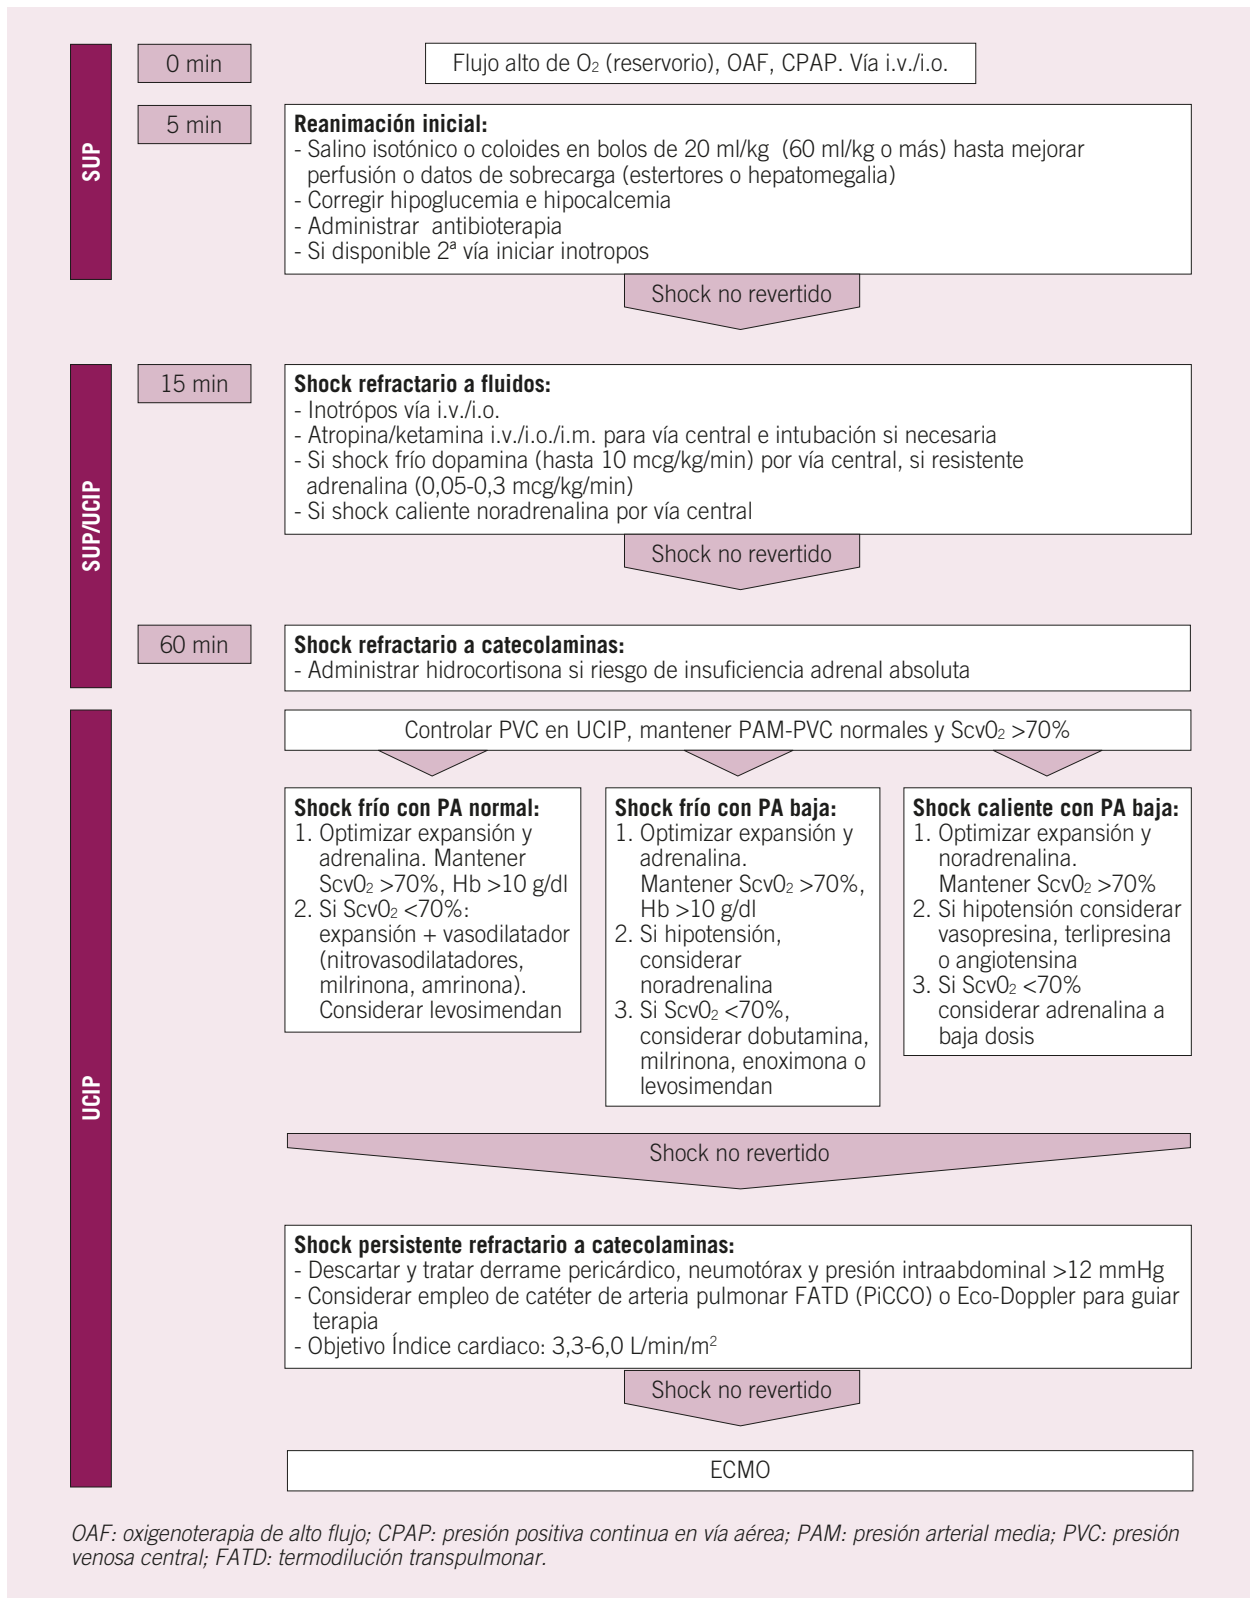 SUP
0 min
Flujo alto de O₂ (reservorio), OAF, CPAP. Vía i.v./i.o.
5 min
Reanimación inicial:
- Salino isotónico o coloides en bolos de 20 ml/kg (60 ml/kg o más) hasta mejorar
perfusión o datos de sobrecarga (estertores o hepatomegalia)
- Corregir hipoglucemia e hipocalcemia
- Administrar antibioterapia
- Si disponible 2ª vía iniciar inotropos
Shock no revertido
SUP/UCIP
15 min
Shock refractario a fluidos:
- Inotrópos vía i.v./i.o.
- Atropina/ketamina i.v./i.o./i.m. para vía central e intubación si necesaria
- Si shock frío dopamina (hasta 10 mcg/kg/min) por vía central, si resistente
adrenalina (0,05-0,3 mcg/kg/min)
- Si shock caliente noradrenalina por vía central
Shock no revertido
60 min
Shock refractario a catecolaminas:
- Administrar hidrocortisona si riesgo de insuficiencia adrenal absoluta
UCIP
Controlar PVC en UCIP, mantener PAM-PVC normales y Scv0₂ >70%
Shock frío con PA normal:
1. Optimizar expansión y
adrenalina. Mantener
Scv0₂ >70%, Hb >10 g/dl
2. Si Scv0₂ <70%:
expansión + vasodilatador
(nitrovasodilatadores,
milrinona, amrinona).
Considerar levosimendan
Shock frío con PA baja:
1. Optimizar expansión y
adrenalina.
Mantener Scv0₂ >70%,
Hb >10 g/dl
2. Si hipotensión,
considerar
noradrenalina
3. Si Scv0₂ <70%,
considerar dobutamina,
milrinona, enoximona o
levosimendan
Shock caliente con PA baja:
1. Optimizar expansión y
noradrenalina.
Mantener Scv0₂ >70%
2. Si hipotensión considerar
vasopresina, terlipresina
o angiotensina
3. Si Scv0₂ <70%
considerar adrenalina a
baja dosis
Shock no revertido
Shock persistente refractario a catecolaminas:
- Descartar y tratar derrame pericárdico, neumotórax y presión intraabdominal >12 mmHg
- Considerar empleo de catéter de arteria pulmonar FATD (PiCCO) o Eco-Doppler para guiar
terapia
- Objetivo Índice cardiaco: 3,3-6,0 L/min/m²
Shock no revertido
ECMO
OAF: oxigenoterapia de alto flujo; CPAP: presión positiva continua en vía aérea; PAM: presión arterial media; PVC: presión
venosa central; FATD: termodilución transpulmonar.